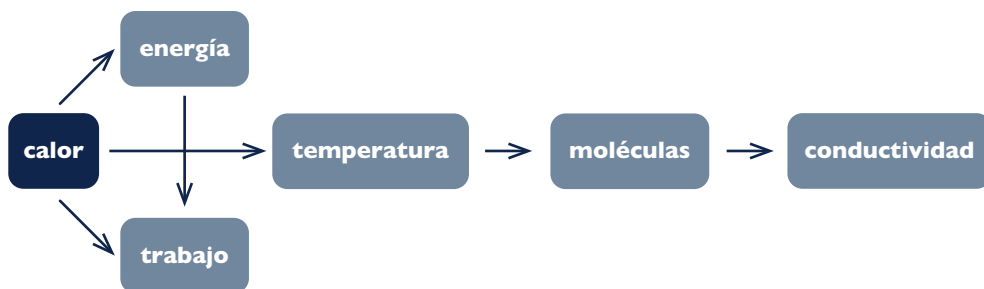 energía
calor
temperatura
moléculas
conductividad
trabajo